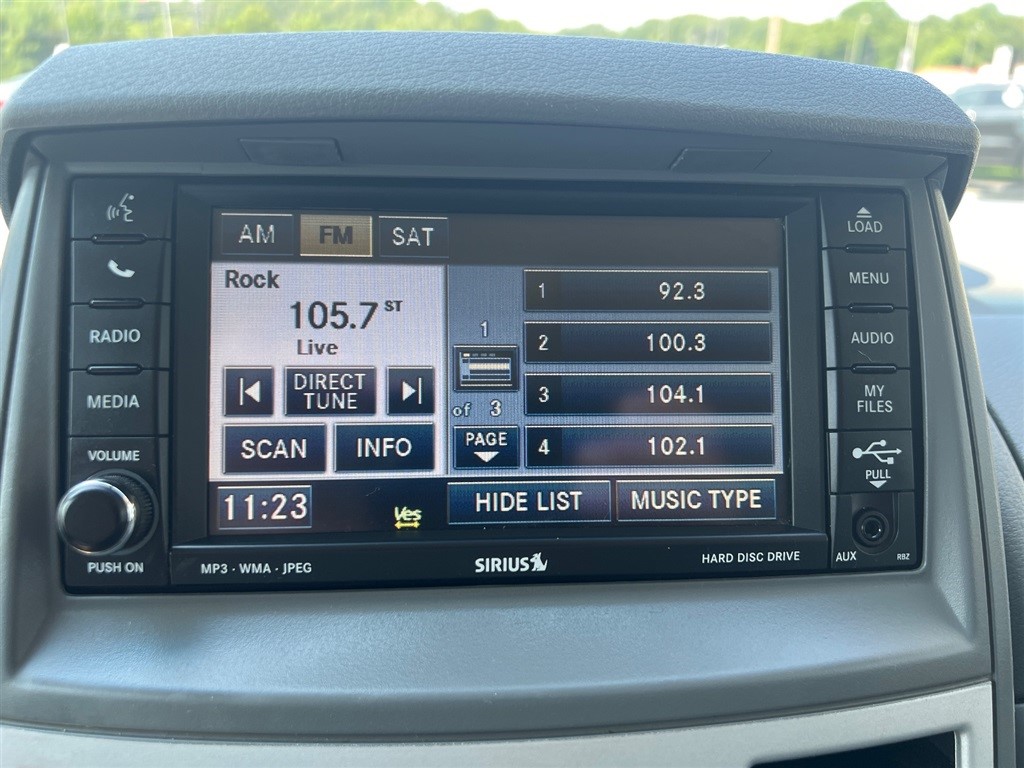 AM FM SAT
Rock
105.7 ST
Live
DIRECT
TUNE
SCAN INFO
1
of 3
PAGE
1 92.3
2 100.3
3 104.1
4 102.1
11:23
Yes
HIDE LIST MUSIC TYPE
RADIO
MEDIA
VOLUME
PUSH ON
LOAD
MENU
AUDIO
MY
FILES
PULL
AUX
RBZ
MP3 · WMA · JPEG
SIRIUS
HARD DISC DRIVE